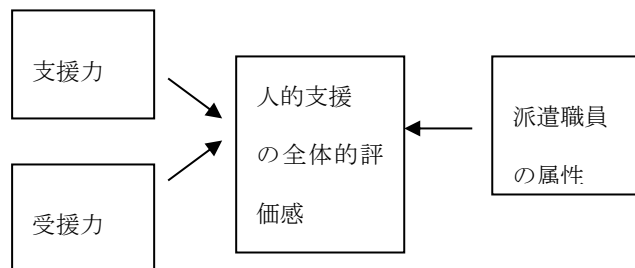 支援力
受援力
人的支援
の全体的評
価感
派遣職員
の属性